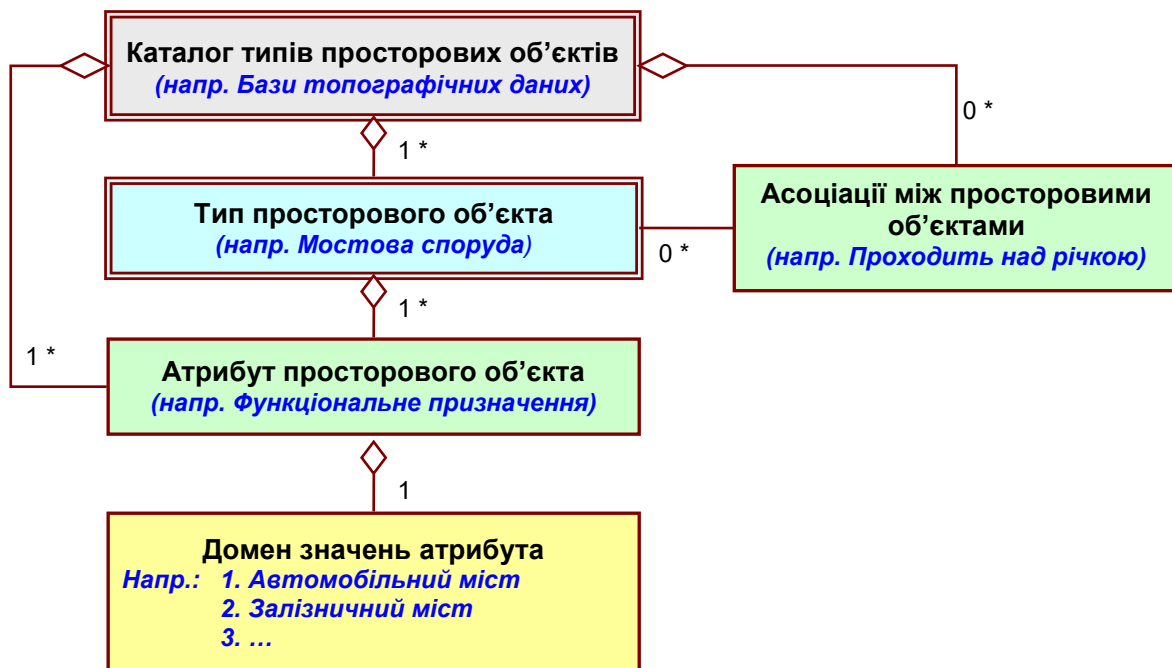 Каталог типів просторових об’єктів
(напр. Бази топографічних даних)
0 *
1 *
Тип просторового об’єкта
(напр. Мостова споруда)
0 *
Асоціації між просторовими
об’єктами
(напр. Проходить над річкою)
1 *
1 *
Атрибут просторового об’єкта
(напр. Функціональне призначення)
1
Домен значень атрибута
Напр.: 1. Автомобільний міст
2. Залізничний міст
3. …